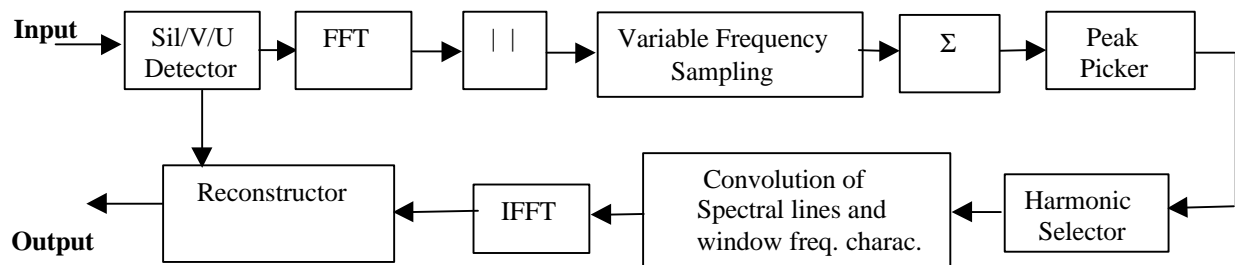 Input
Sil/V/U
Detector
FFT
| |
Variable Frequency
Sampling
Σ
Peak
Picker
Harmonic
Selector
Convolution of
Spectral lines and
window freq. charac.
IFFT
Reconstructor
Output